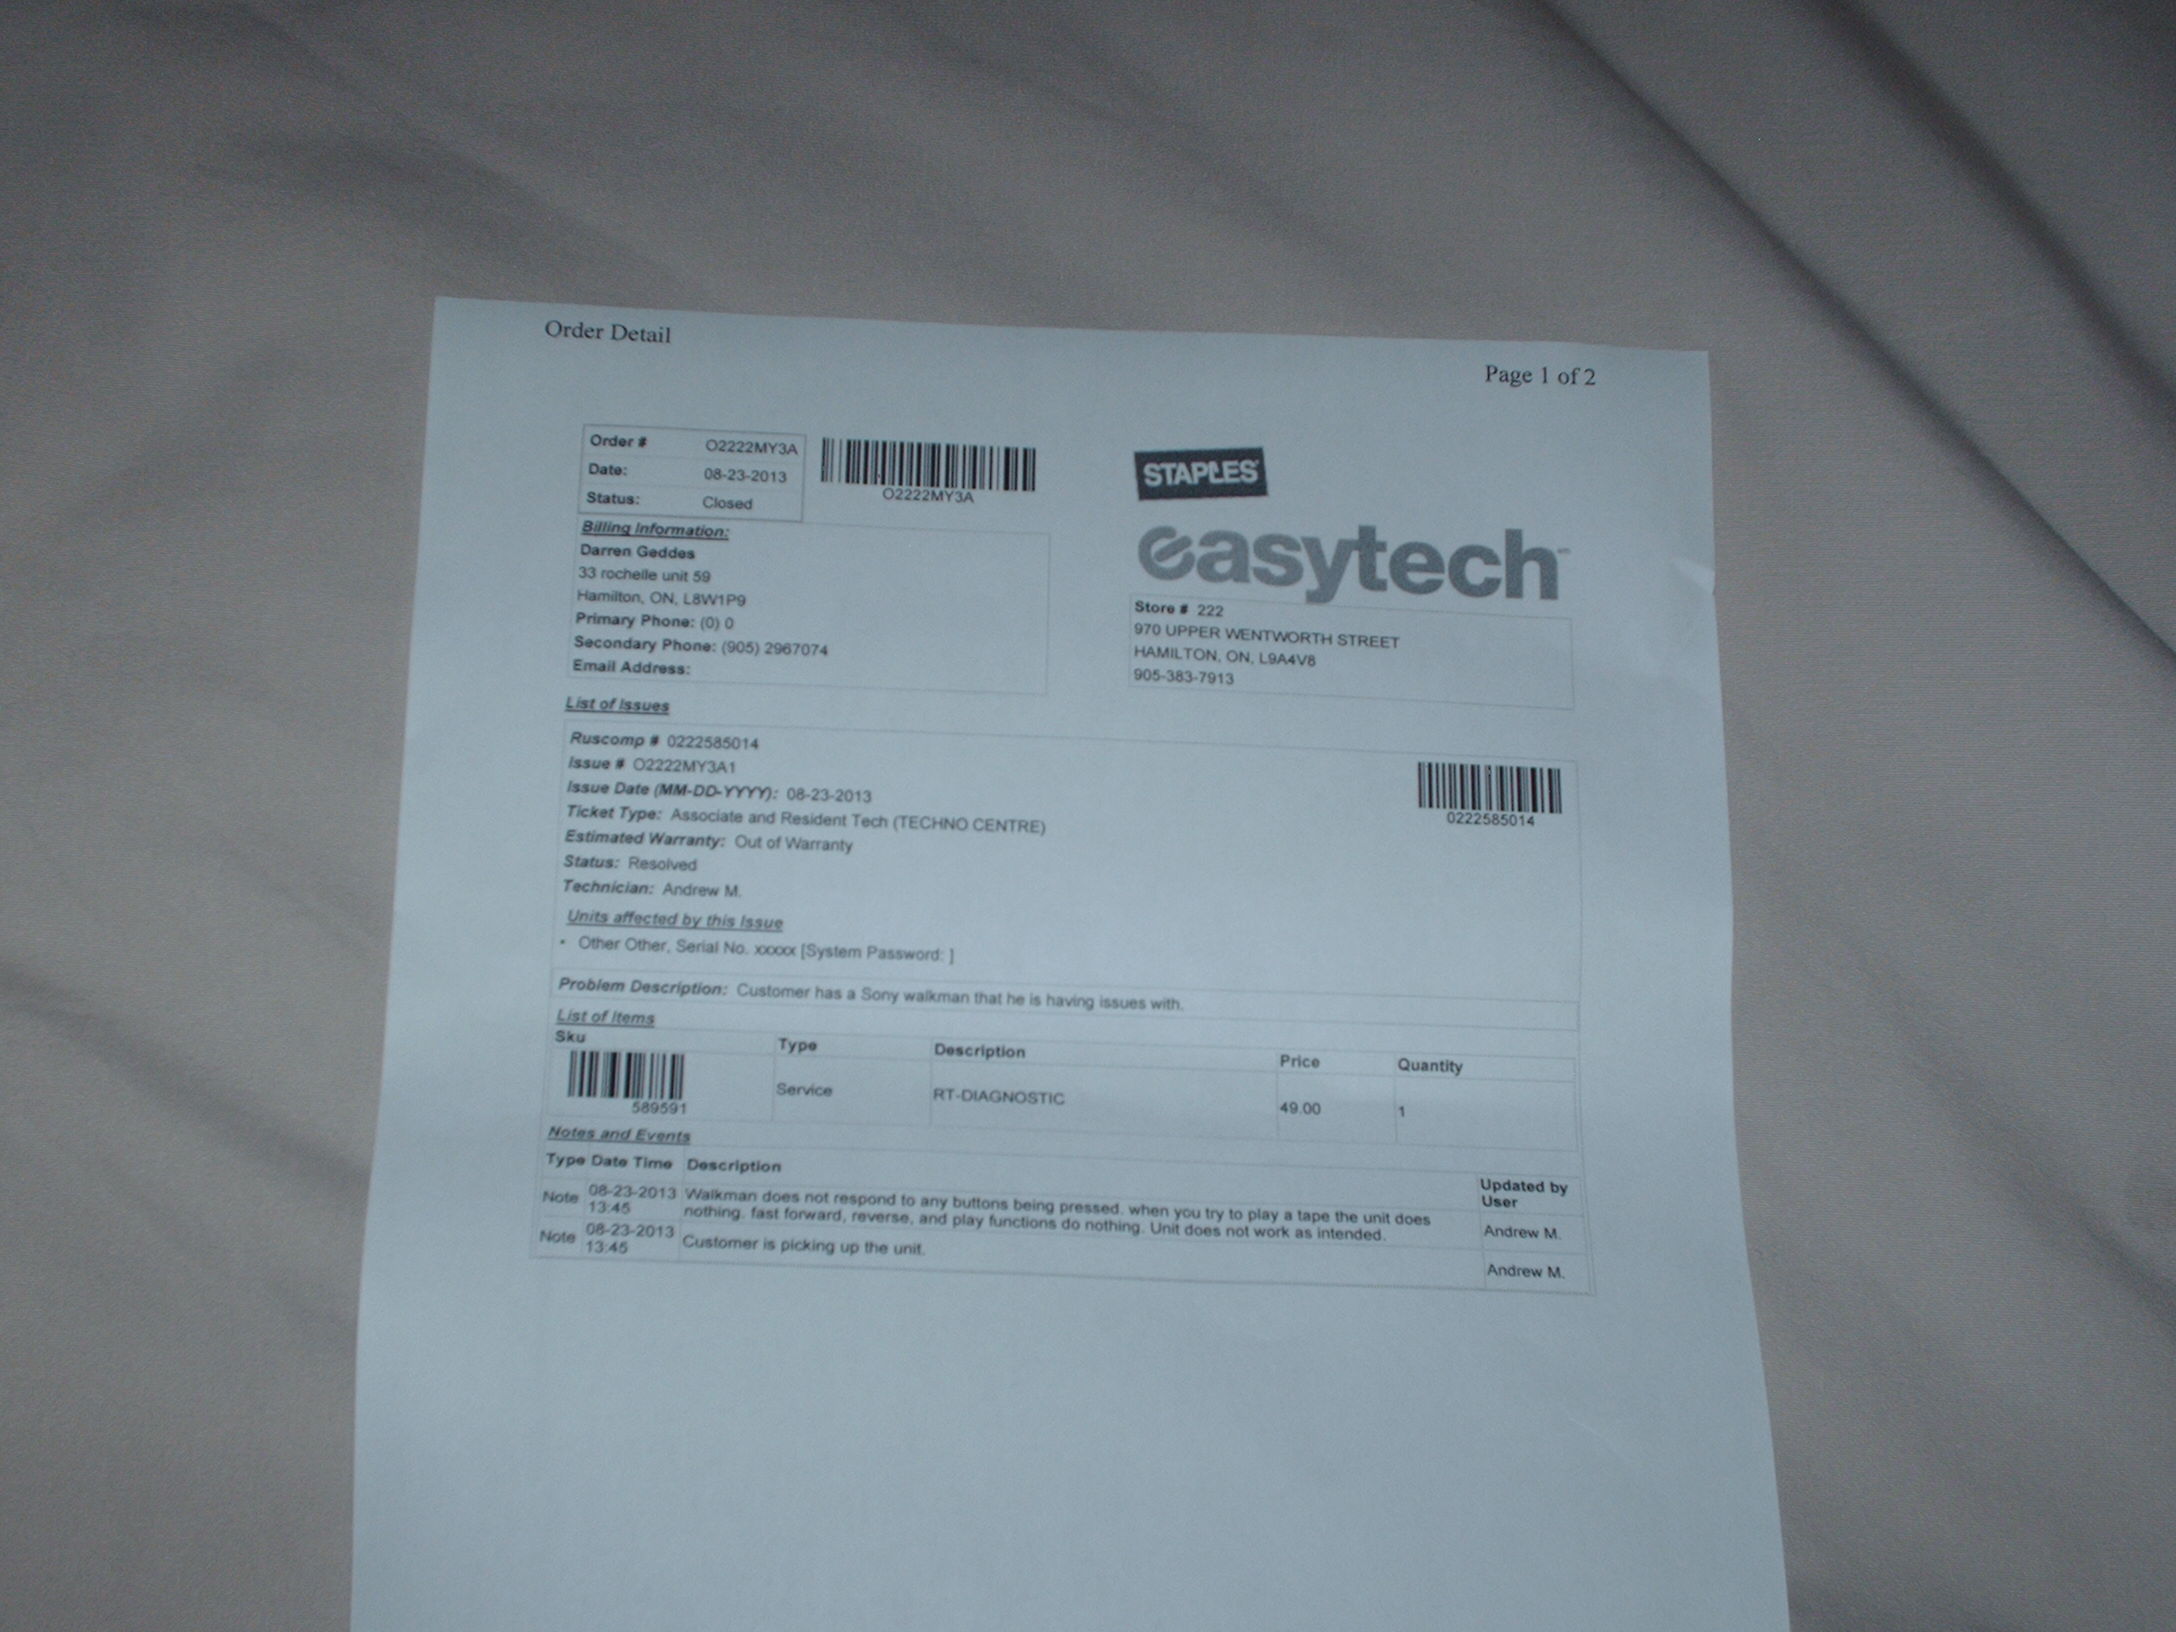 Order Detail
Page 1 of 2
Order # O2222MY3A
Date: 08-23-2013
Status: Closed
O2222MY3A
STAPLES
easytech
Billing Information:
Darren Geddes
33 rochelle unit 59
Hamilton, ON, L8W1P9
Primary Phone: (0) 0
Secondary Phone: (905) 2967074
Email Address:
Store # 222
970 UPPER WENTWORTH STREET
HAMILTON, ON, L9A4V8
905-383-7913
List of Issues
Ruscomp # 0222585014
Issue # O2222MY3A1
Issue Date (MM-DD-YYYY): 08-23-2013
Ticket Type: Associate and Resident Tech (TECHNO CENTRE)
Estimated Warranty: Out of Warranty
Status: Resolved
Technician: Andrew M.
0222585014
Units affected by this Issue
• Other Other, Serial No. xxxxx [System Password: ]
Problem Description: Customer has a Sony walkman that he is having issues with.
List of Items
Sku Type Description Price Quantity
589591 Service RT-DIAGNOSTIC 49.00 1
Notes and Events
Type Date Time Description Updated by User
Note 08-23-2013 13:45 Walkman does not respond to any buttons being pressed. when you try to play a tape the unit does
nothing. fast forward, reverse, and play functions do nothing. Unit does not work as intended. Andrew M.
Note 08-23-2013 13:45 Customer is picking up the unit. Andrew M.